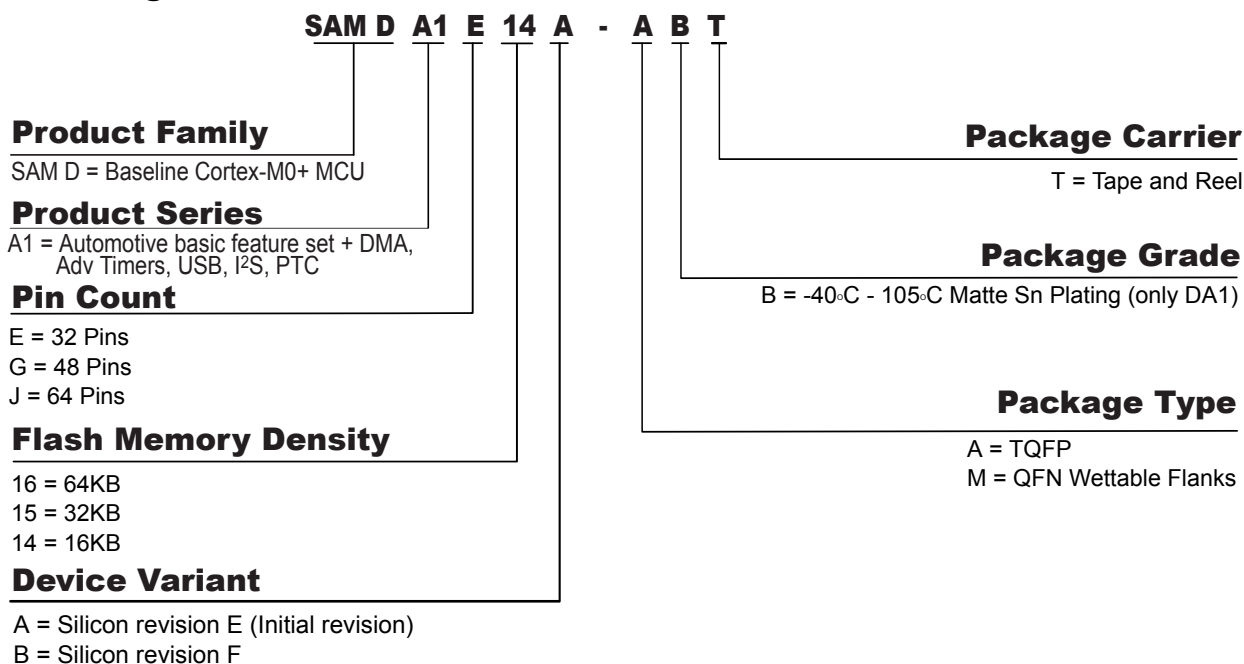 SAM D A1 E 14 A - A B T
Product Family
SAM D = Baseline Cortex-M0+ MCU
Product Series
A1 = Automotive basic feature set + DMA,
Adv Timers, USB, I²S, PTC
Pin Count
E = 32 Pins
G = 48 Pins
J = 64 Pins
Flash Memory Density
16 = 64KB
15 = 32KB
14 = 16KB
Device Variant
A = Silicon revision E (Initial revision)
B = Silicon revision F
Package Carrier
T = Tape and Reel
Package Grade
B = -40◦C - 105◦C Matte Sn Plating (only DA1)
Package Type
A = TQFP
M = QFN Wettable Flanks